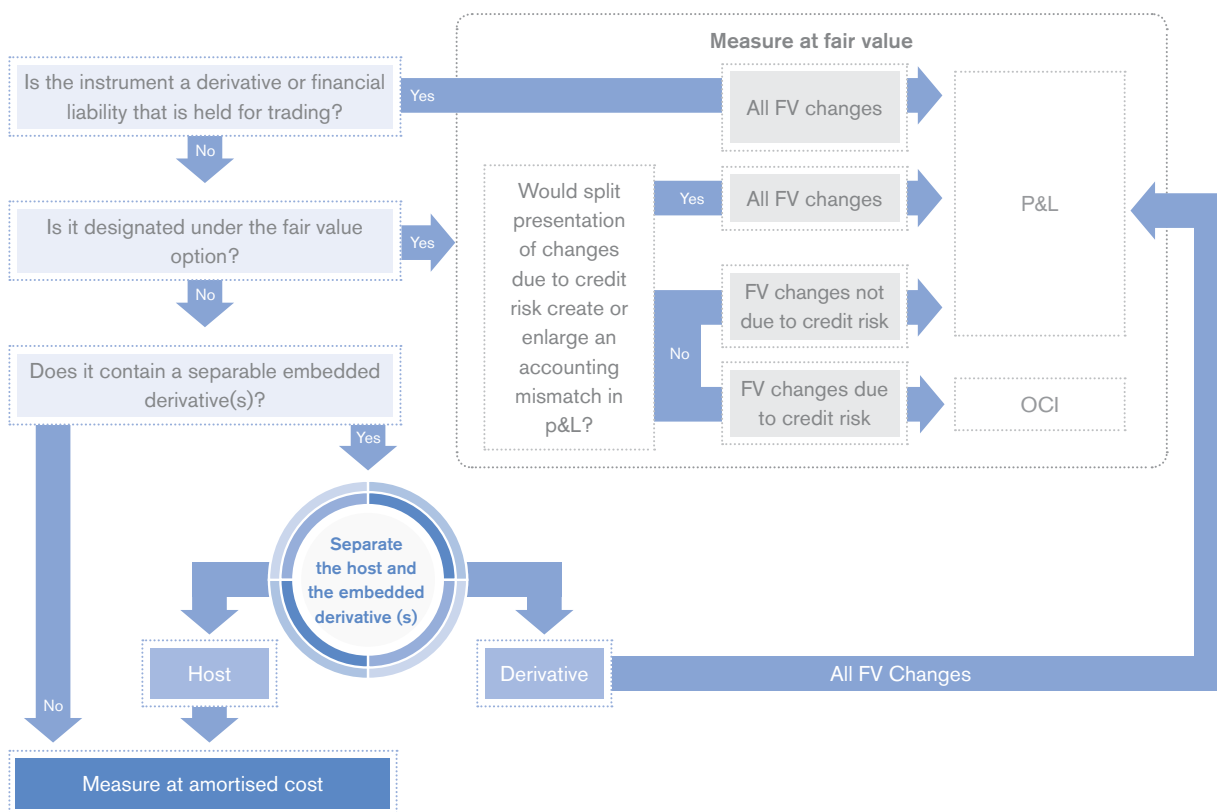 Measure at fair value
Is the instrument a derivative or financial
liability that is held for trading?
Yes
All FV changes
No
P&L
Is it designated under the fair value
option?
Yes
Would split
presentation
of changes
due to credit
risk create or
enlarge an
accounting
mismatch in
p&L?
Yes
All FV changes
No
FV changes not
due to credit risk
FV changes due
to credit risk
OCI
No
Does it contain a separable embedded
derivative(s)?
Yes
Separate
the host and
the embedded
derivative (s)
Host
Derivative
All FV Changes
No
Measure at amortised cost